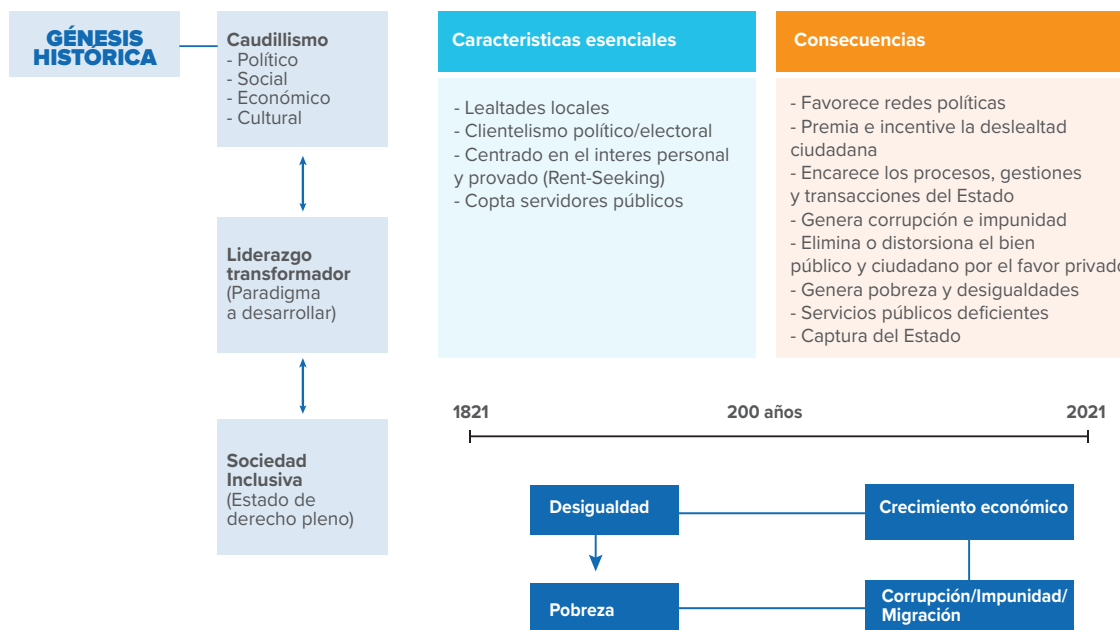 GÉNESIS
HISTÓRICA
Caudillismo
- Político
- Social
- Económico
- Cultural
Liderazgo
transformador
(Paradigma
a desarrollar)
Sociedad
Inclusiva
(Estado de
derecho pleno)
Caracteristicas esenciales
- Lealtades locales
- Clientelismo político/electoral
- Centrado en el interes personal
y provado (Rent-Seeking)
- Copta servidores públicos
Consecuencias
- Favorece redes políticas
- Premia e incentive la deslealtad
ciudadana
- Encarece los procesos, gestiones
y transacciones del Estado
- Genera corrupción e impunidad
- Elimina o distorsiona el bien
público y ciudadano por el favor privado
- Genera pobreza y desigualdades
- Servicios públicos deficientes
- Captura del Estado
1821 200 años 2021
Desigualdad
Crecimiento económico
Pobreza
Corrupción/Impunidad/
Migración